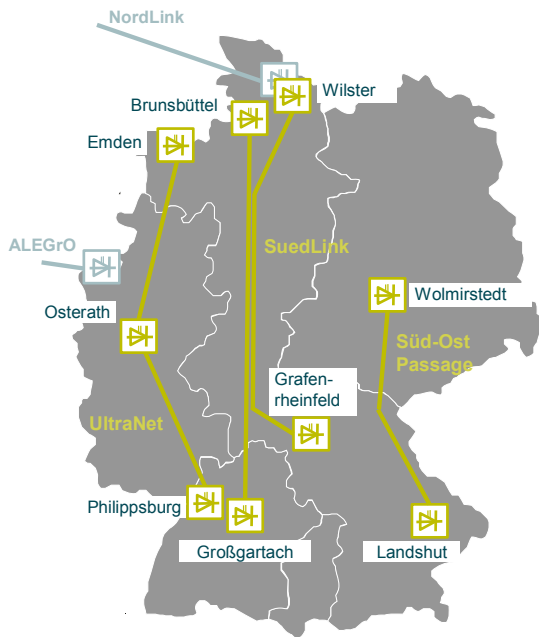 NordLink
Wilster
Brunsbüttel
Emden
ALEGrO
SuedLink
Wolmirstedt
Osterath
Süd-Ost
Passage
Grafen-
rheinfeld
UltraNet
Philippsburg
Großgartach
Landshut